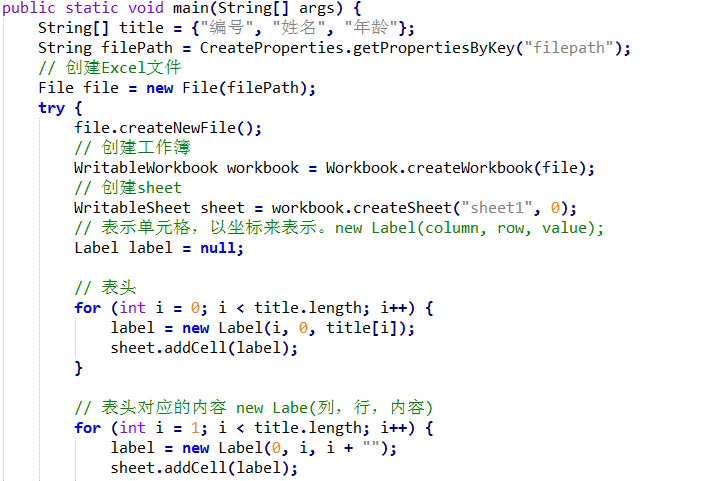 public static void main(String[] args) {
    String[] title = {"编号", "姓名", "年龄"};
    String filePath = CreateProperties.getPropertiesByKey("filepath");
    // 创建Excel文件
    File file = new File(filePath);
    try {
        file.createNewFile();
        // 创建工作簿
        WritableWorkbook workbook = Workbook.createWorkbook(file);
        // 创建sheet
        WritableSheet sheet = workbook.createSheet("sheet1", 0);
        // 表示单元格，以坐标来表示。new Label(column, row, value);
        Label label = null;
        // 表头
        for (int i = 0; i < title.length; i++) {
            label = new Label(i, 0, title[i]);
            sheet.addCell(label);
        }
        // 表头对应的内容 new Labe(列，行，内容)
        for (int i = 1; i < title.length; i++) {
            label = new Label(0, i, i + "");
            sheet.addCell(label);